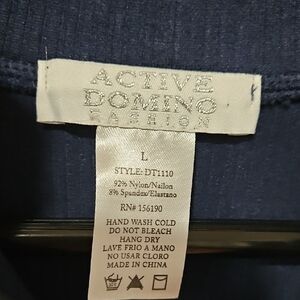 ACTIVE
DOMINO
FASHION
L
STYLE: DT1110
92% Nylon/Nailon
8% Spandex/Elastano
RN# 156190
HAND WASH COLD
DO NOT BLEACH
HANG DRY
LAVE FRIO A MANO
NO USAR CLORO
MADE IN CHINA